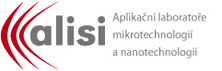 alisi
Aplikační laboratoře
mikrotechnologií
a nanotechnologií